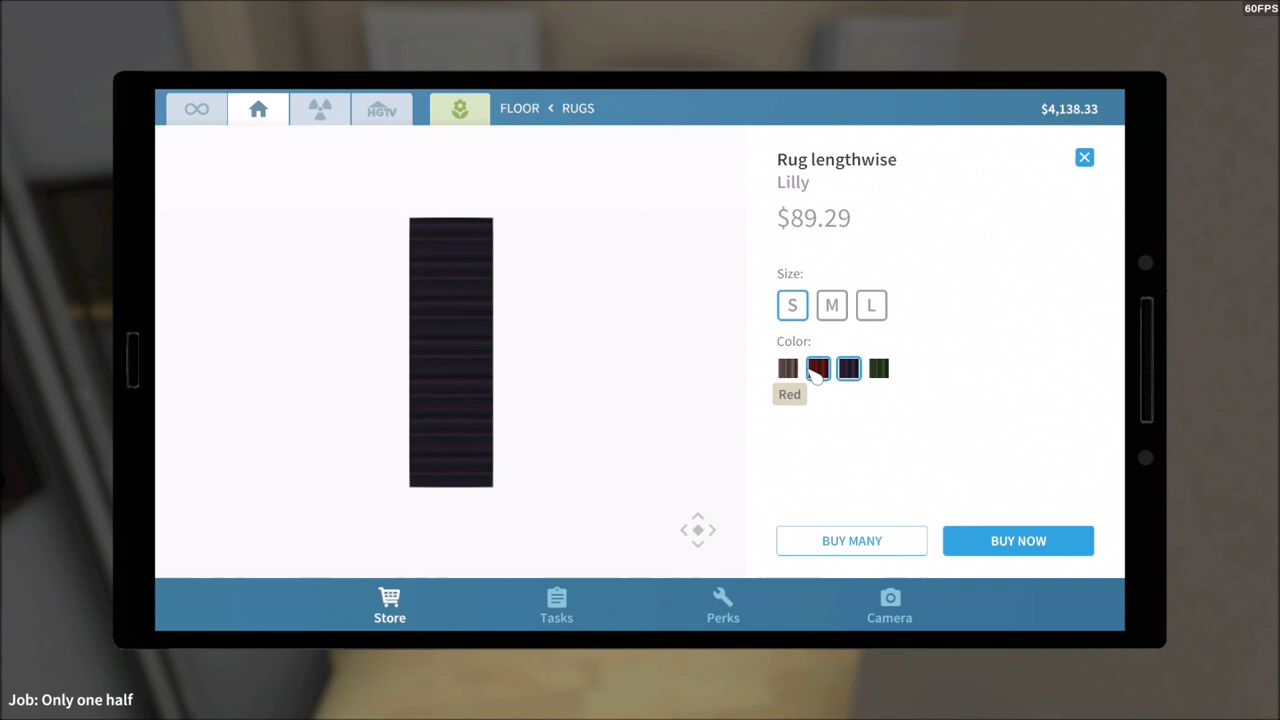 60FPS
HGTV
FLOOR < RUGS
$4,138.33
Rug lengthwise
Lilly
$89.29
Size:
S M L
Color:
Red
BUY MANY
BUY NOW
Store
Tasks
Perks
Camera
Job: Only one half